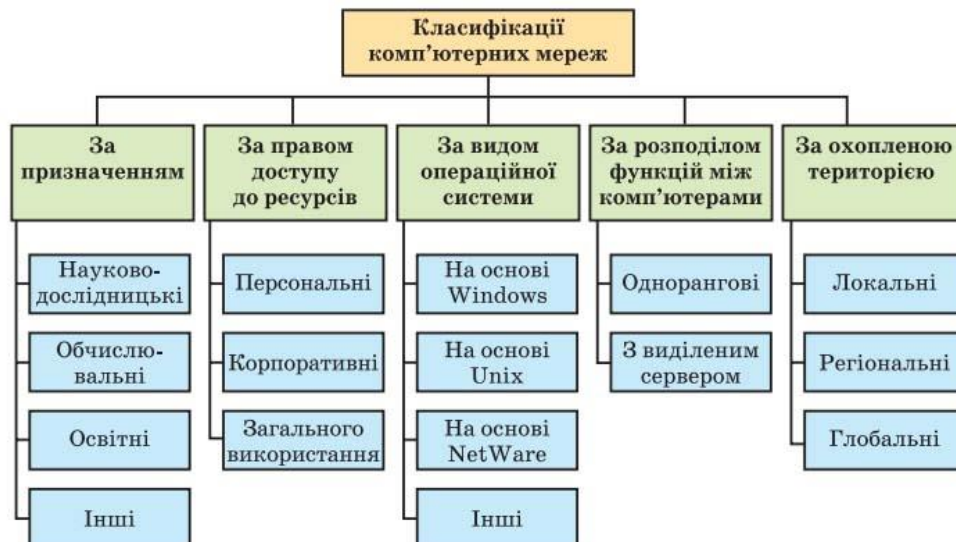 Класифікації
комп’ютерних мереж
За
призначенням
За правом
доступу
до ресурсів
За видом
операційної
системи
За розподілом
функцій між
комп’ютерами
За охопленою
територією
Науково-
дослідницькі
Обчислю-
вальні
Освітні
Інші
Персональні
Корпоративні
Загального
використання
На основі
Windows
На основі
Unix
На основі
NetWare
Інші
Однорангові
З виділеним
сервером
Локальні
Регіональні
Глобальні